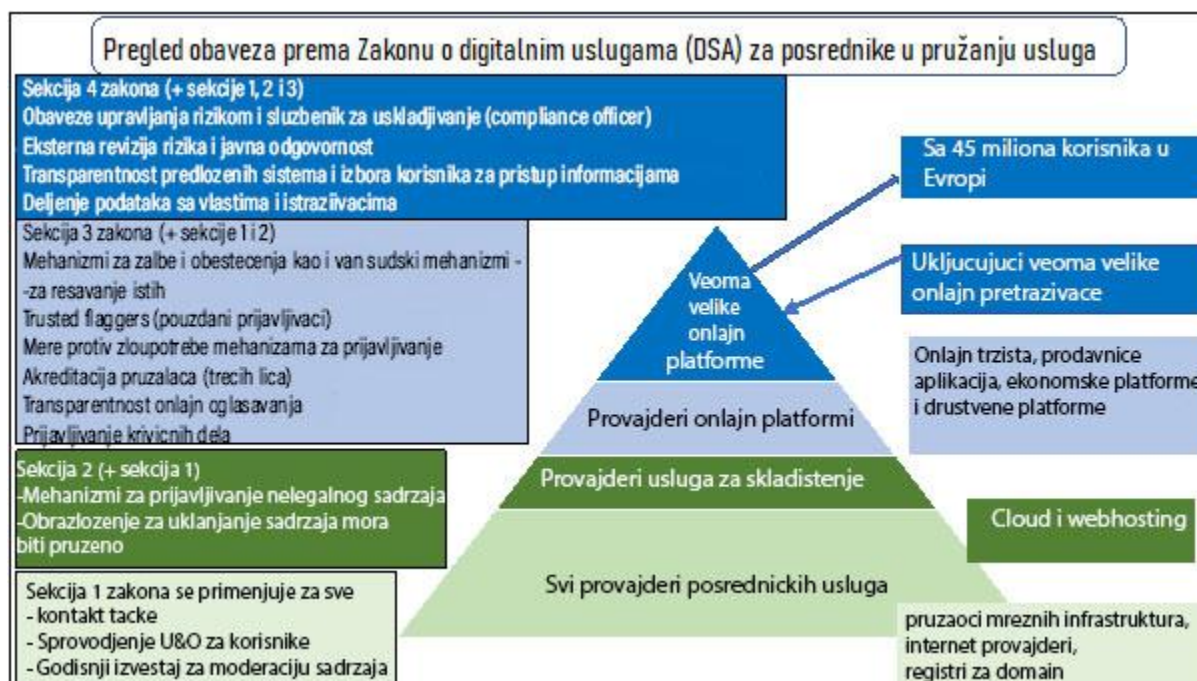 Pregled obaveza prema Zakonu o digitalnim uslugama (DSA) za posrednike u pružanju usluga
Sekcija 4 zakona (+ sekcije 1, 2 i 3)
Obaveze upravljanja rizikom i sluzbenik za uskladjivanje (compliance officer)
Eksterna revizija rizika i javna odgovornost
Transparentnost predlozenih sistema i izbora korisnika za pristup informacijama
Deljenje podataka sa vlastima i istraziivacima
Sekcija 3 zakona (+ sekcije 1 i 2)
Mehanizmi za zalbe i obestecenja kao i van sudski mehanizmi -
-za resavanje istih
Trusted flaggers (pouzdani prijavljivaci)
Mere protiv zloupotrebe mehanizama za prijavljivanje
Akreditacija pruzalaca (trecih lica)
Transparentnost onlajn oglasavanja
Prijavljivanje krivicnih dela
Sekcija 2 (+ sekcija 1)
-Mehanizmi za prijavljivanje nelegalnog sadrzaja
-Obrazlozenje za uklanjanje sadrzaja mora
biti pruzeno
Sekcija 1 zakona se primenjuje za sve
- kontakt tacke
- Sprovodjenje U&O za korisnike
- Godisnji izvestaj za moderaciju sadrzaja
Veoma
velike
onlajn
platforme
Provajderi onlajn platformi
Provajderi usluga za skladistenje
Svi provajderi posrednickih usluga
Sa 45 miliona korisnika u
Evropi
Ukljucujuci veoma velike
onlajn pretrazivace
Onlajn trzista, prodavnice
aplikacija, ekonomske platforme
i drustvene platforme
Cloud i webhosting
pruzaoci mreznih infrastruktura,
internet provajderi,
registri za domain